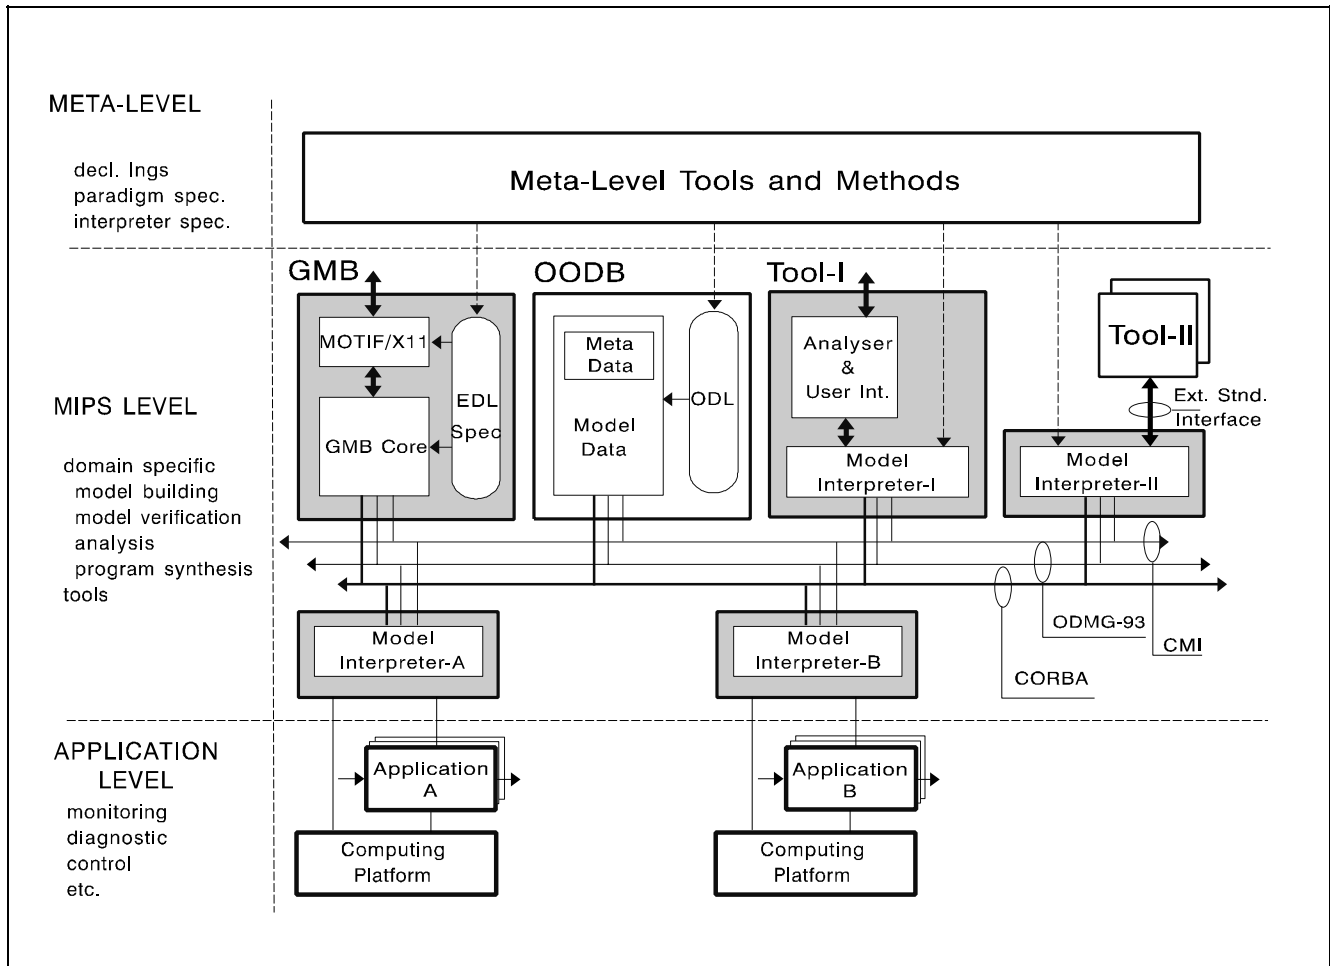 META-LEVEL
decl. lngs
paradigm spec.
interpreter spec.
Meta-Level Tools and Methods
GMB
OODB
Tool-I
MOTIF/X11
GMB Core
EDL
Spec
Meta
Data
Model
Data
ODL
Analyser
&
User Int.
Model
Interpreter-I
Tool-II
Ext. Stnd.
Interface
Model
Interpreter-II
MIPS LEVEL
domain specific
model building
model verification
analysis
program synthesis
tools
Model
Interpreter-A
Model
Interpreter-B
ODMG-93
CMI
CORBA
APPLICATION
LEVEL
monitoring
diagnostic
control
etc.
Application
A
Computing
Platform
Application
B
Computing
Platform